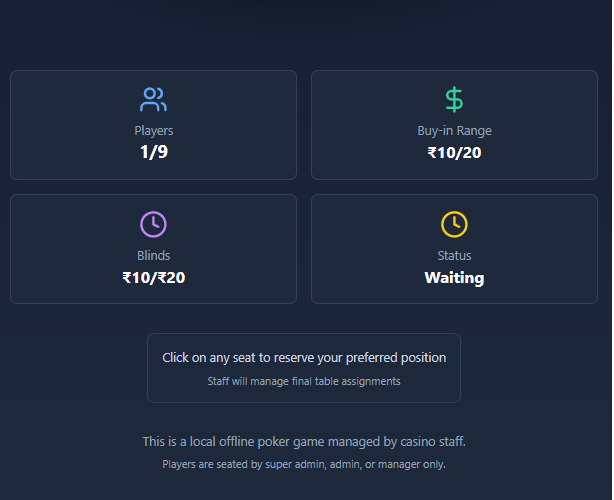 Players
1/9
Buy-in Range
₹10/20
Blinds
₹10/₹20
Status
Waiting
Click on any seat to reserve your preferred position
Staff will manage final table assignments
This is a local offline poker game managed by casino staff.
Players are seated by super admin, admin, or manager only.